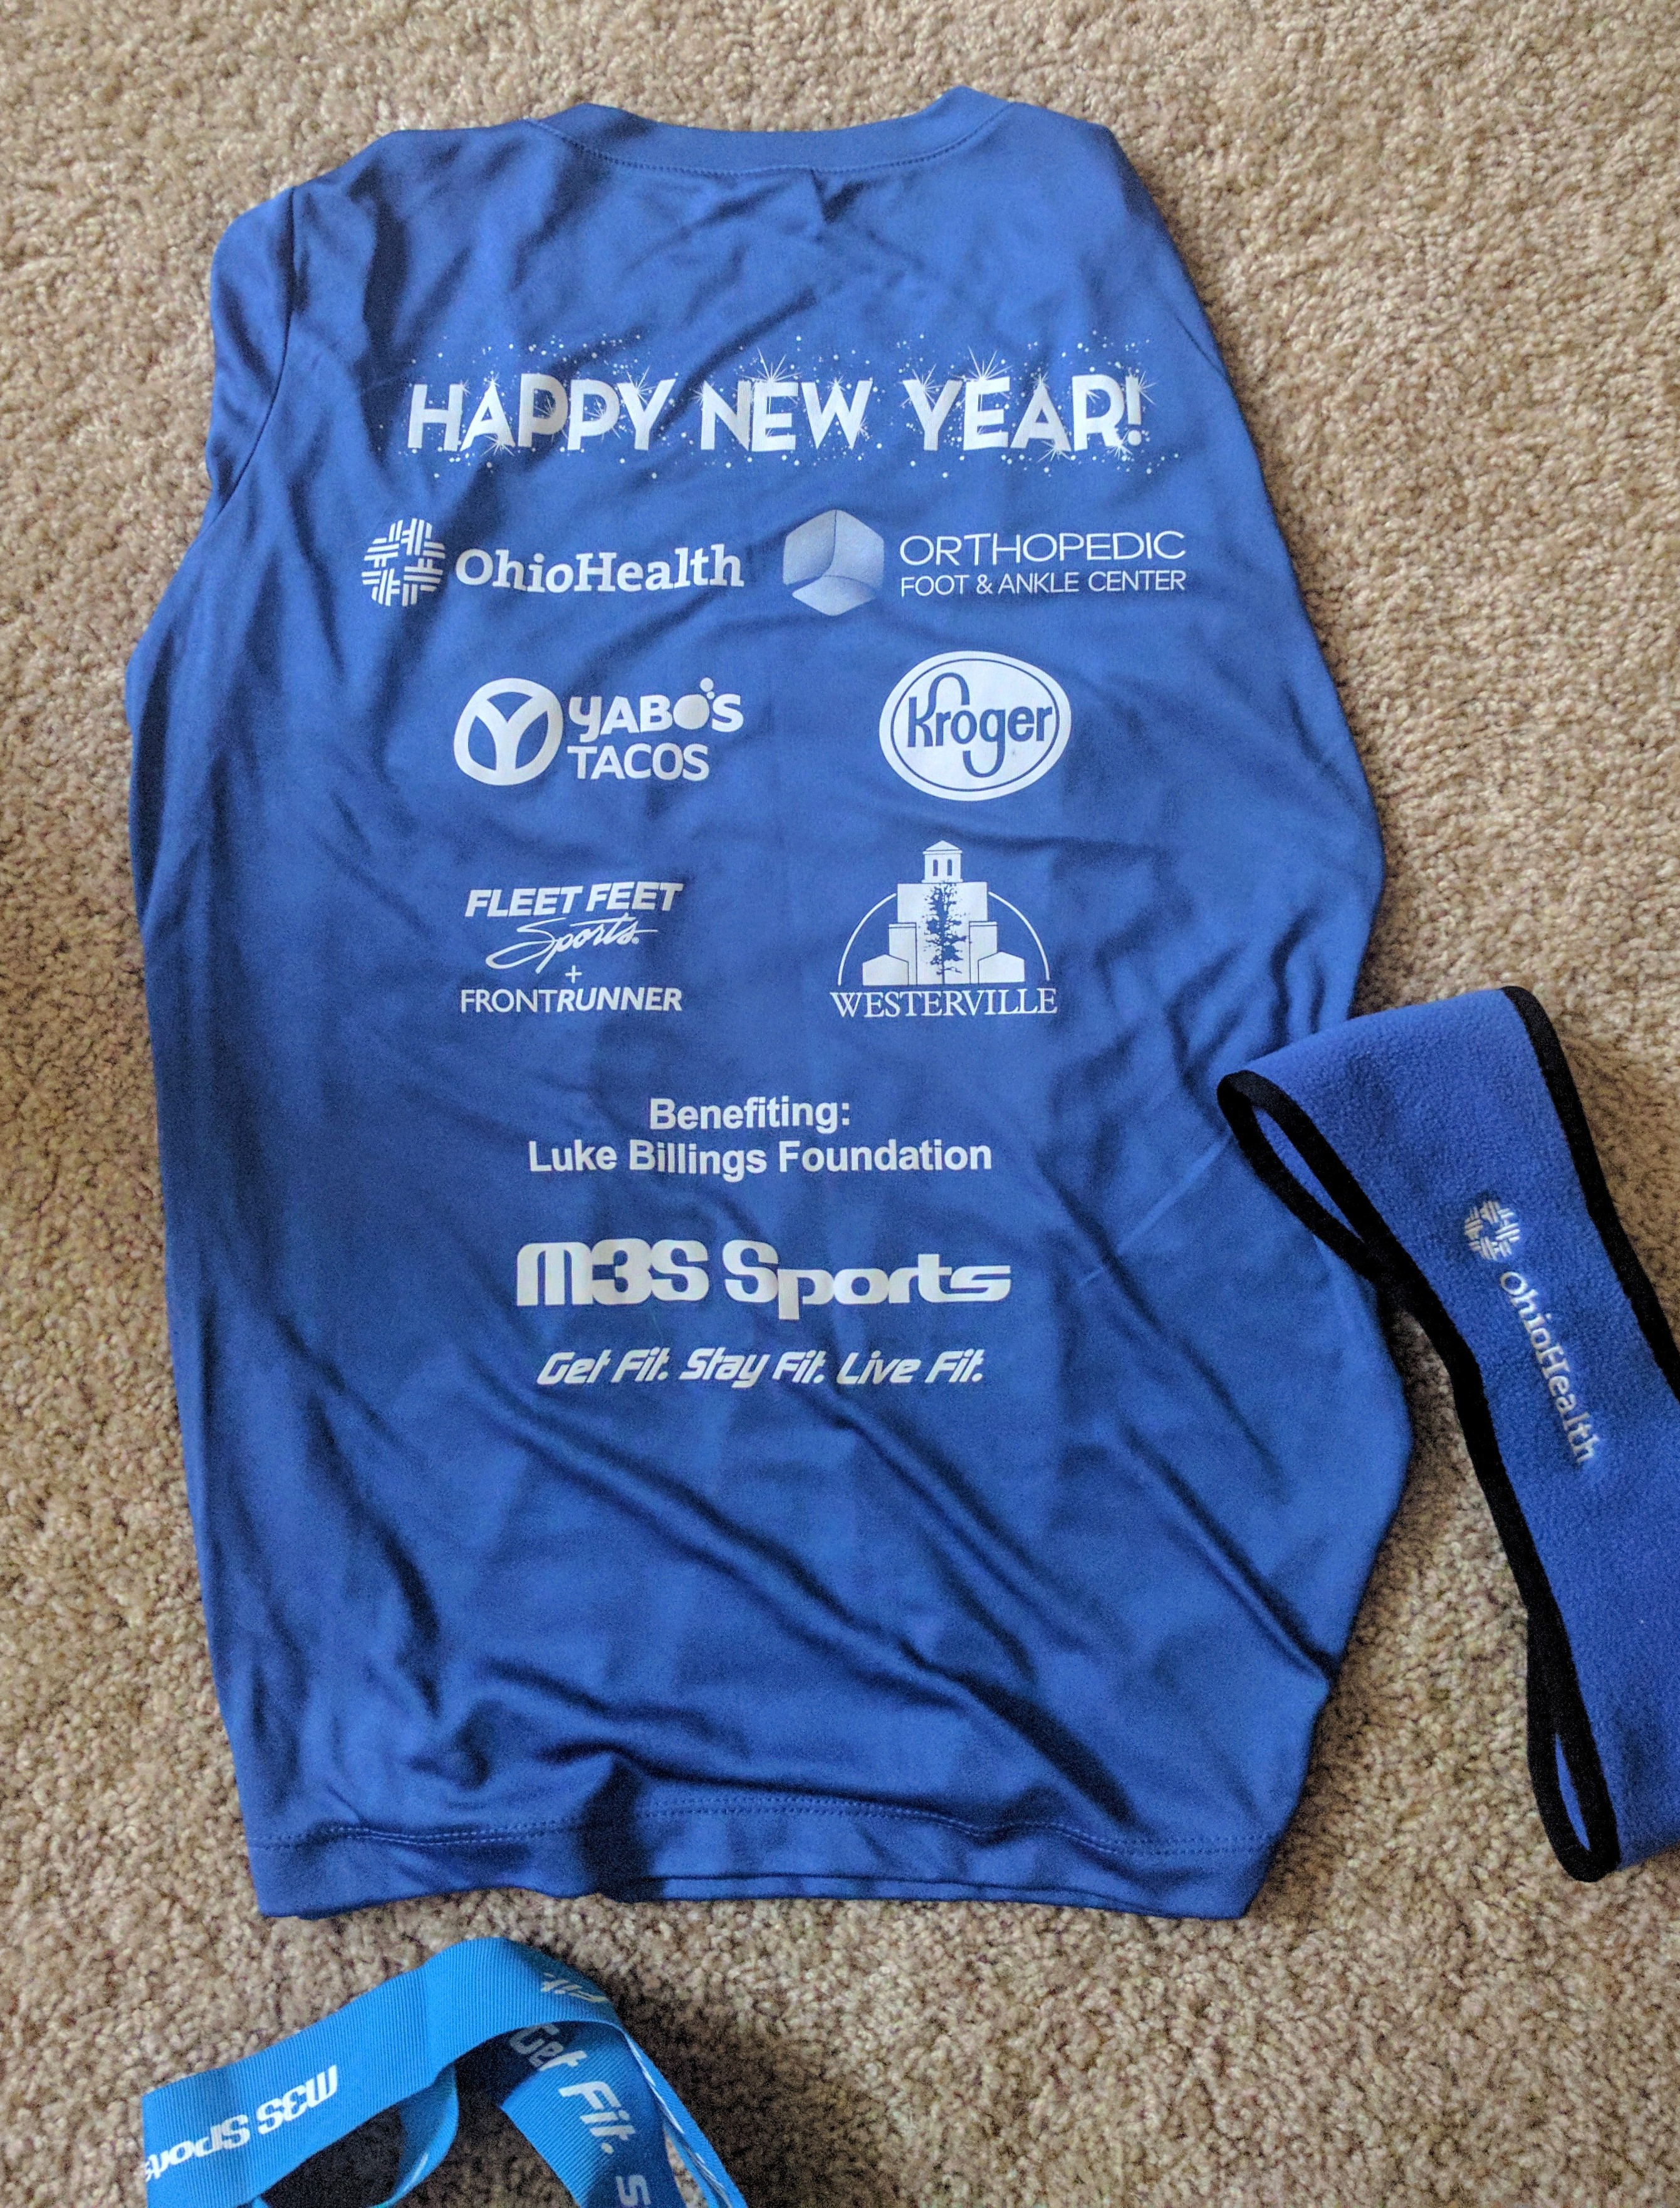 HAPPY NEW YEAR!
OhioHealth
ORTHOPEDIC
FOOT & ANKLE CENTER
YABO'S
TACOS
Kroger
FLEET FEET
Sports
+
FRONTRUNNER
WESTERVILLE
Benefiting:
Luke Billings Foundation
M3S Sports
Get Fit. Stay Fit. Live Fit.
OhioHealth
M3S Sports
Fit
Get Fit. S